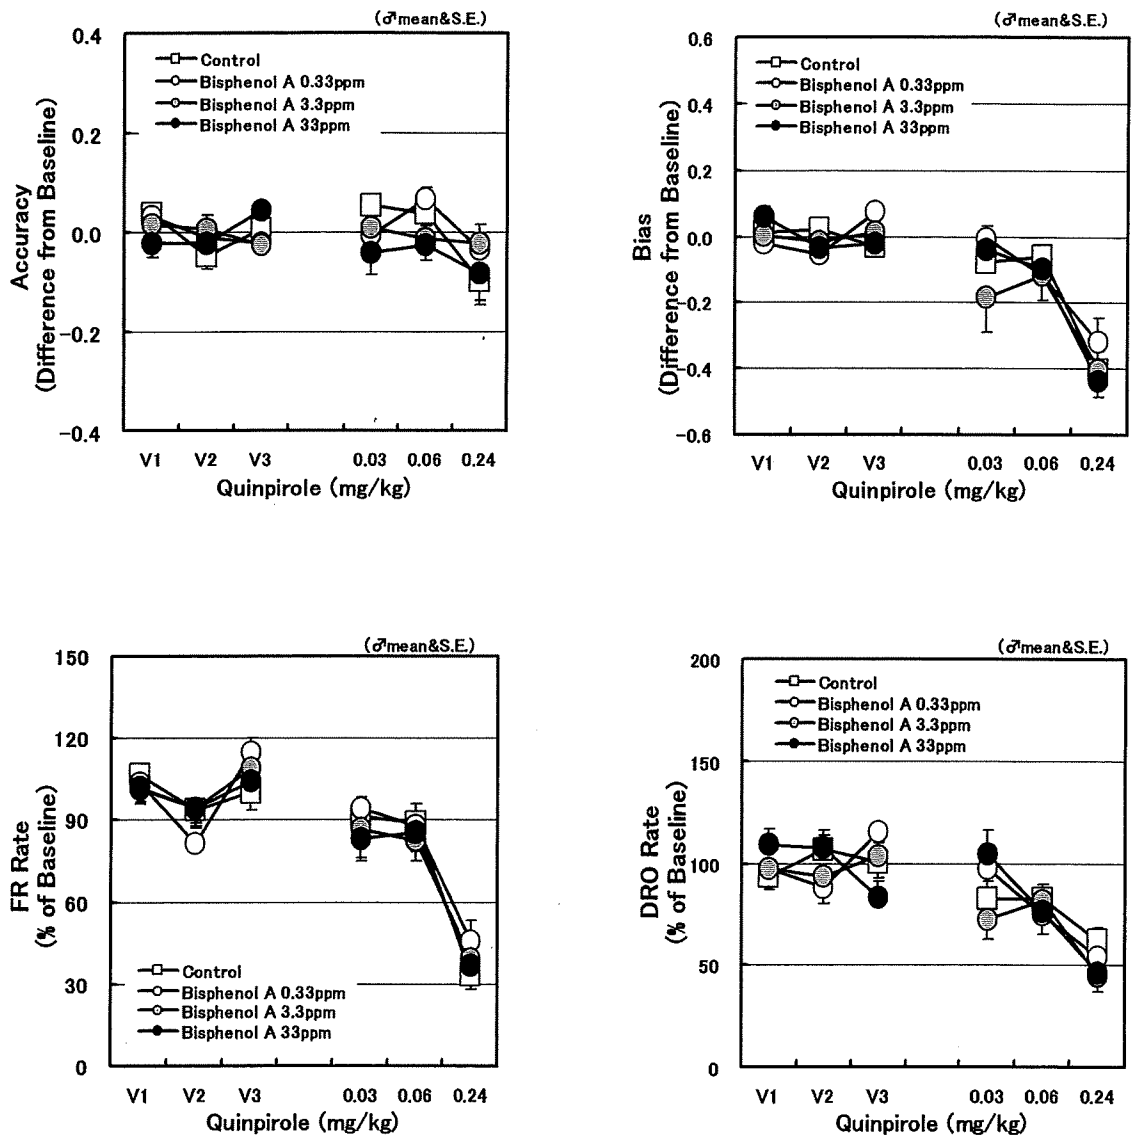 (♂mean&S.E.)
0.4
0.2
0.0
−0.2
−0.4
Accuracy
(Difference from Baseline)
Control
Bisphenol A 0.33ppm
Bisphenol A 3.3ppm
Bisphenol A 33ppm
V1 V2 V3 0.03 0.06 0.24
Quinpirole (mg/kg)
(♂mean&S.E.)
0.6
0.4
0.2
0.0
−0.2
−0.4
−0.6
Bias
(Difference from Baseline)
Control
Bisphenol A 0.33ppm
Bisphenol A 3.3ppm
Bisphenol A 33ppm
V1 V2 V3 0.03 0.06 0.24
Quinpirole (mg/kg)
(♂mean&S.E.)
150
120
90
60
30
0
FR Rate
(% of Baseline)
Control
Bisphenol A 0.33ppm
Bisphenol A 3.3ppm
Bisphenol A 33ppm
V1 V2 V3 0.03 0.06 0.24
Quinpirole (mg/kg)
(♂mean&S.E.)
200
150
100
50
0
DRO Rate
(% of Baseline)
Control
Bisphenol A 0.33ppm
Bisphenol A 3.3ppm
Bisphenol A 33ppm
V1 V2 V3 0.03 0.06 0.24
Quinpirole (mg/kg)